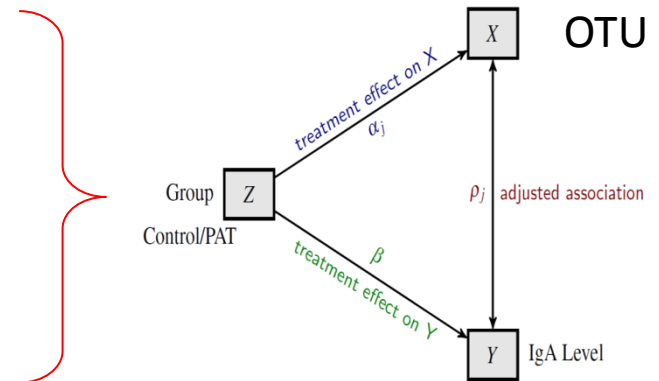 X
OTU
treatment effect on X
αj
Group
Z
Control/PAT
ρj adjusted association
β
treatment effect on Y
Y
IgA Level